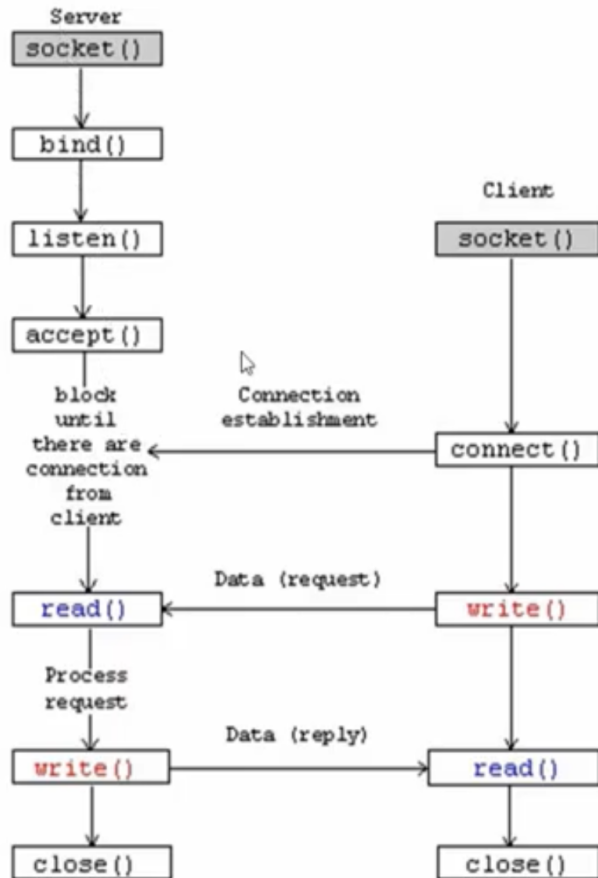 Server
socket()
bind()
Client
listen()
socket()
accept()
block
until
there are
connection
from
client
Connection
establishment
connect()
Data (request)
read()
write()
Process
request
Data (reply)
write()
read()
close()
close()